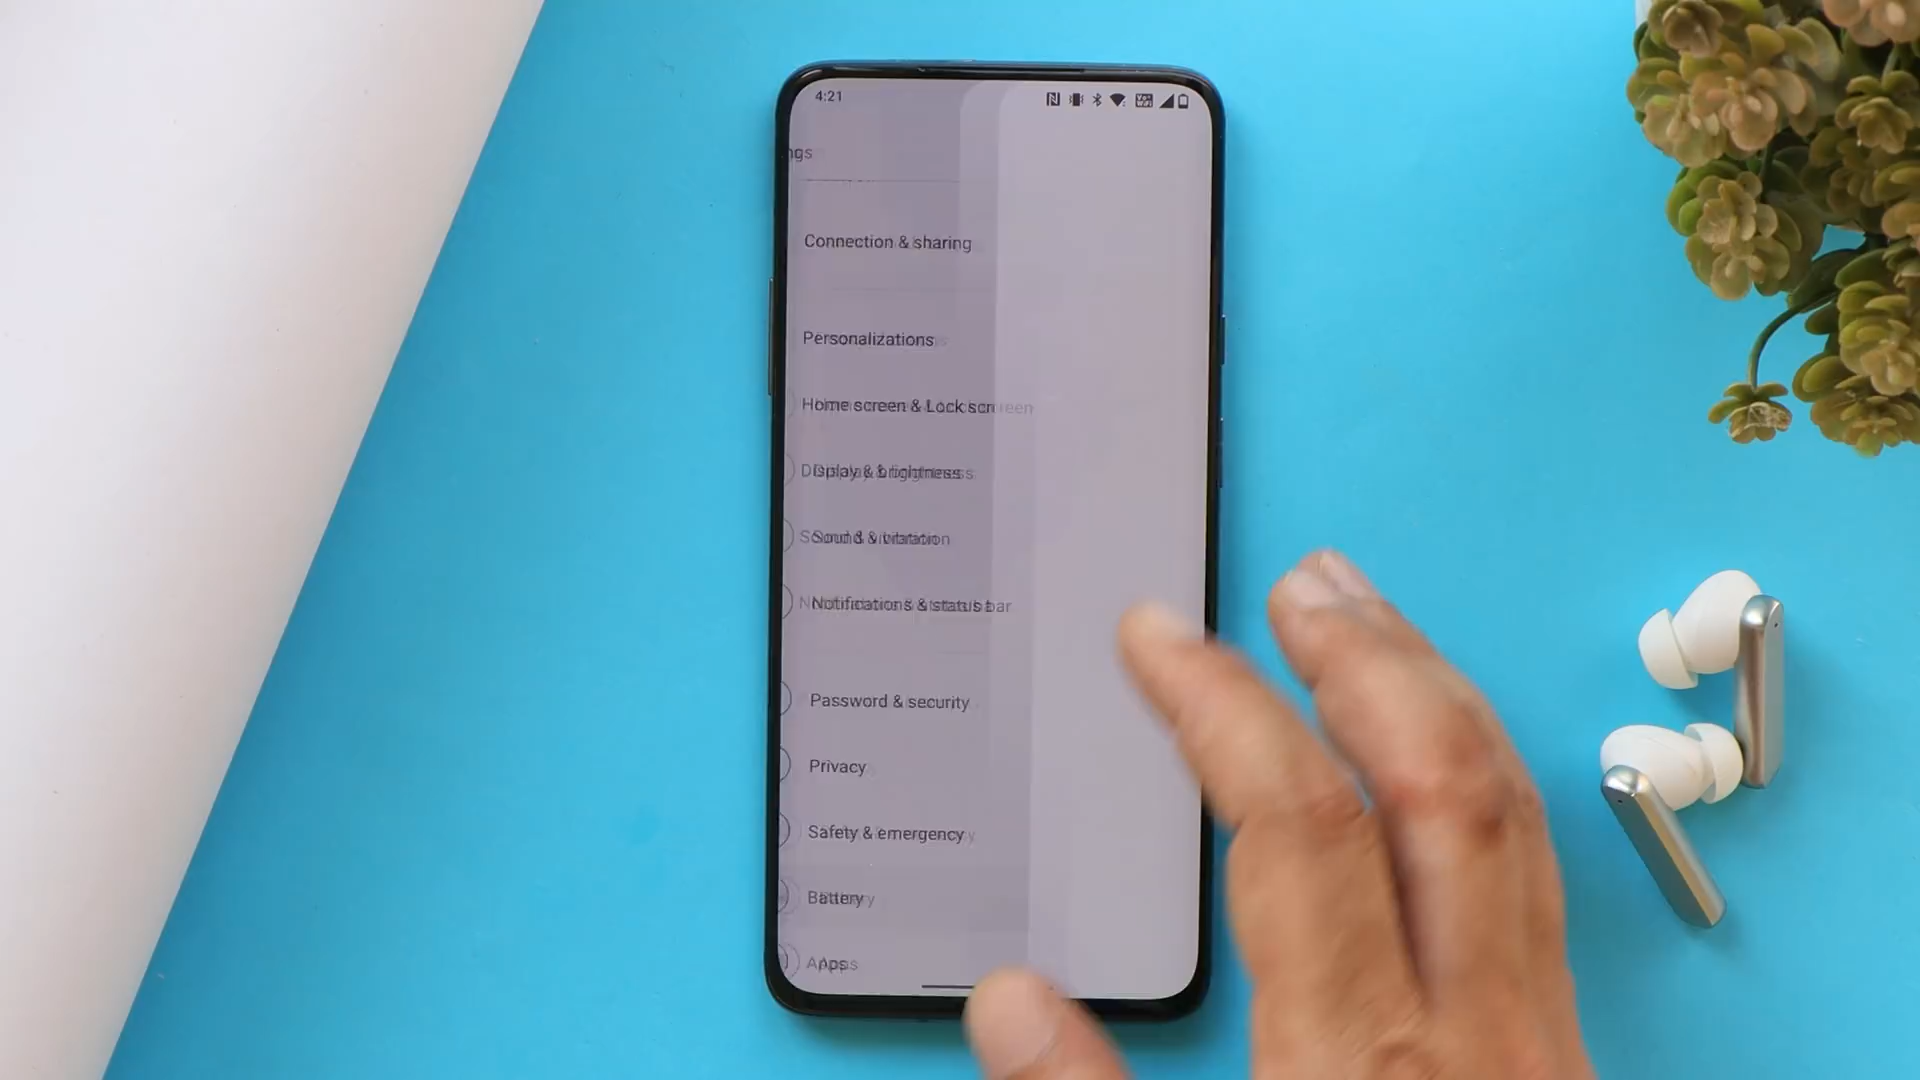 4:21
ngs
Connection & sharing
Personalizations
Home screen & Lock screen
Display & brightness
Sound & vibration
Notifications & status bar
Password & security
Privacy
Safety & emergency
Battery
Apps